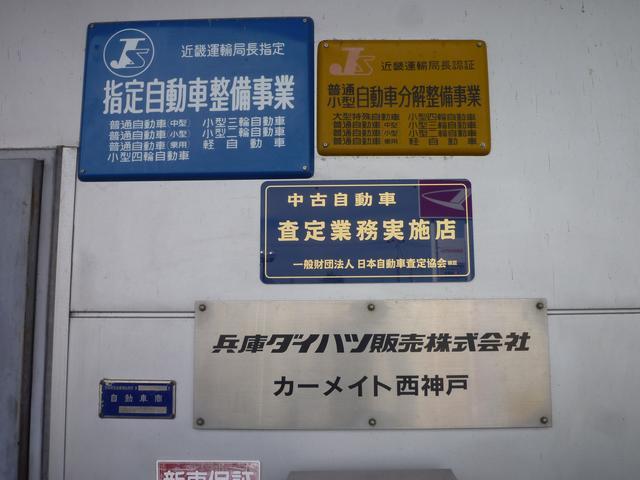 近畿運輸局長指定
指定自動車整備事業
普通自動車(中型) 小型三輪自動車
普通自動車(小型) 小型二輪自動車
普通自動車(乗用) 軽自動車
小型四輪自動車
近畿運輸局長認証
普通
小型
自動車分解整備事業
大型特殊自動車 小型四輪自動車
普通自動車(中型) 小型三輪自動車
普通自動車(小型) 小型二輪自動車
普通自動車(乗用) 軽自動車
中古自動車
査定業務実施店
一般財団法人 日本自動車査定協会
兵庫ダイハツ販売株式会社
カーメイト西神戸
自動車商
新車保証